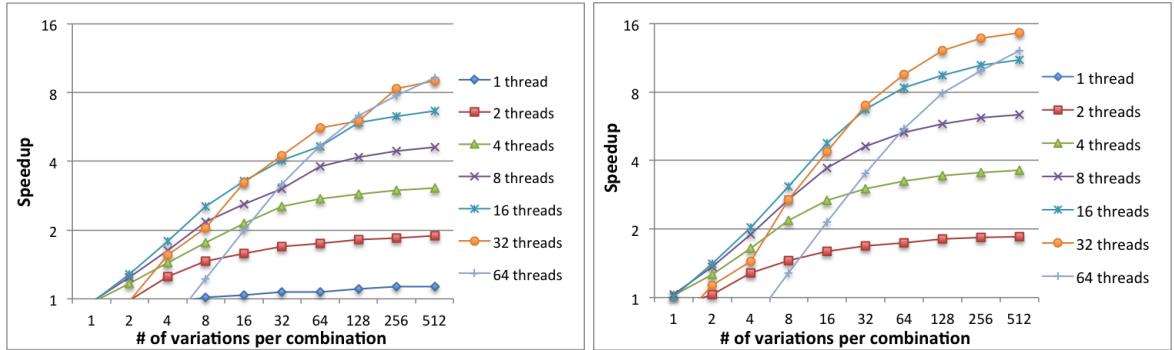 16
8
4
2
1
Speedup
1 2 4 8 16 32 64 128 256 512
# of variations per combination
1 thread
2 threads
4 threads
8 threads
16 threads
32 threads
64 threads
16
8
4
2
1
Speedup
1 2 4 8 16 32 64 128 256 512
# of variations per combination
1 thread
2 threads
4 threads
8 threads
16 threads
32 threads
64 threads